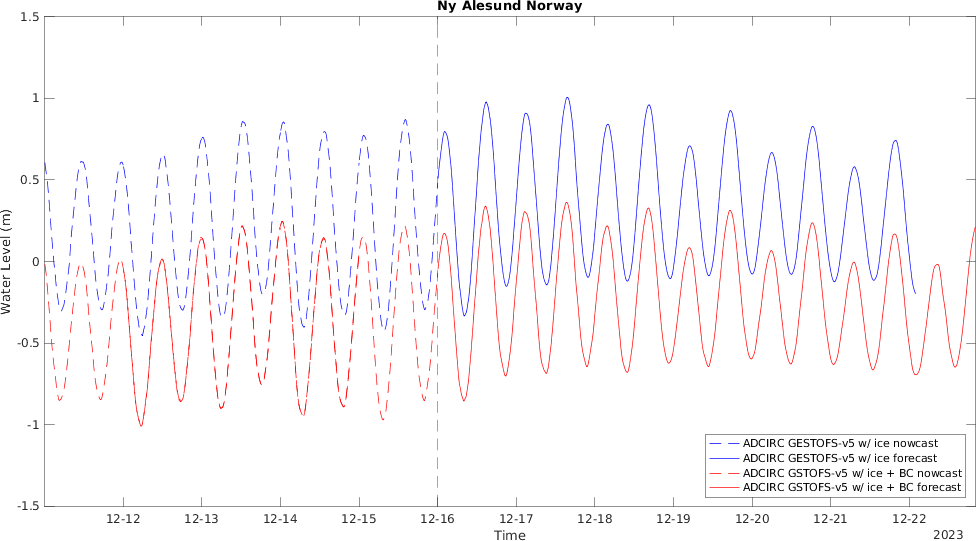 Ny Alesund Norway
1.5
1
0.5
0
-0.5
-1
-1.5
Water Level (m)
ADCIRC GESTOFS-v5 w/ ice nowcast
ADCIRC GESTOFS-v5 w/ ice forecast
ADCIRC GSTOFS-v5 w/ ice + BC nowcast
ADCIRC GSTOFS-v5 w/ ice + BC forecast
12-12 12-13 12-14 12-15 12-16 12-17 12-18 12-19 12-20 12-21 12-22
Time
2023